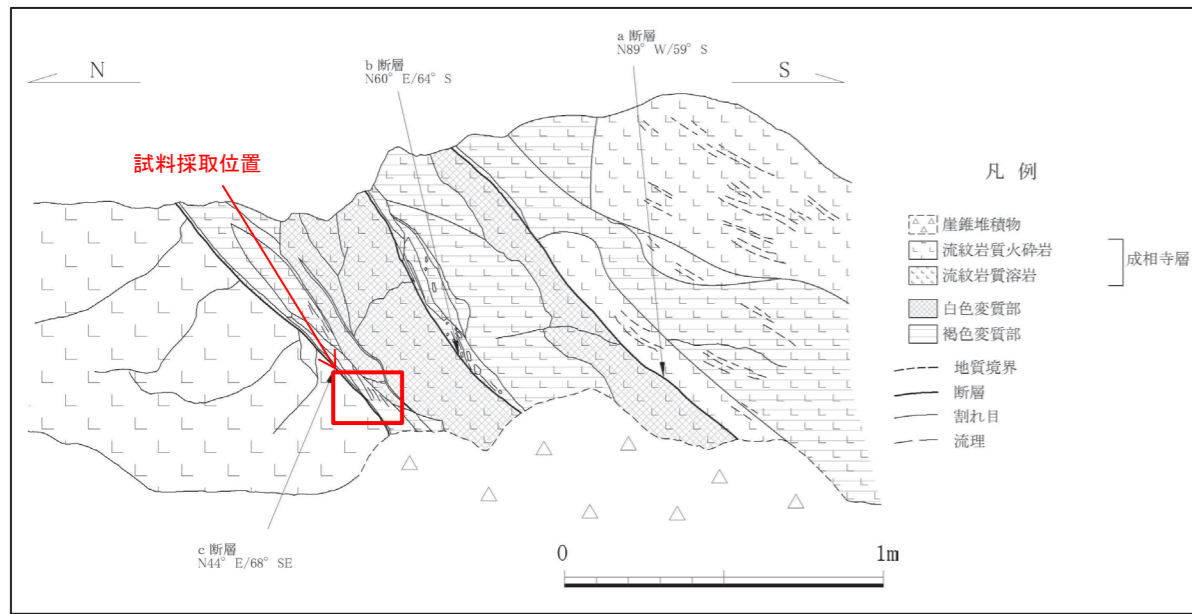 a 断層
N89° W/59° S
N
b 断層
N60° E/64° S
S
試料採取位置
凡 例
崖錐堆積物
流紋岩質火砕岩
流紋岩質溶岩
成相寺層
白色変質部
褐色変質部
地質境界
断層
割れ目
流理
c 断層
N44° E/68° SE
0
1m